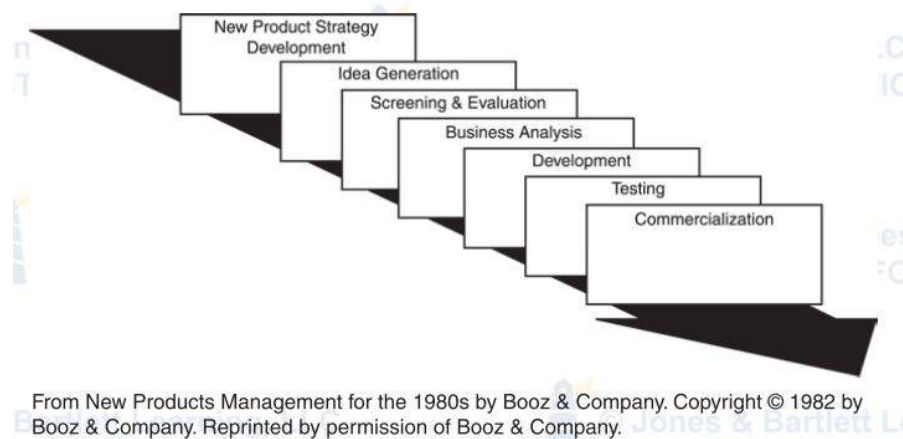 New Product Strategy
Development
Idea Generation
Screening & Evaluation
Business Analysis
Development
Testing
Commercialization
From New Products Management for the 1980s by Booz & Company. Copyright © 1982 by
Booz & Company. Reprinted by permission of Booz & Company.